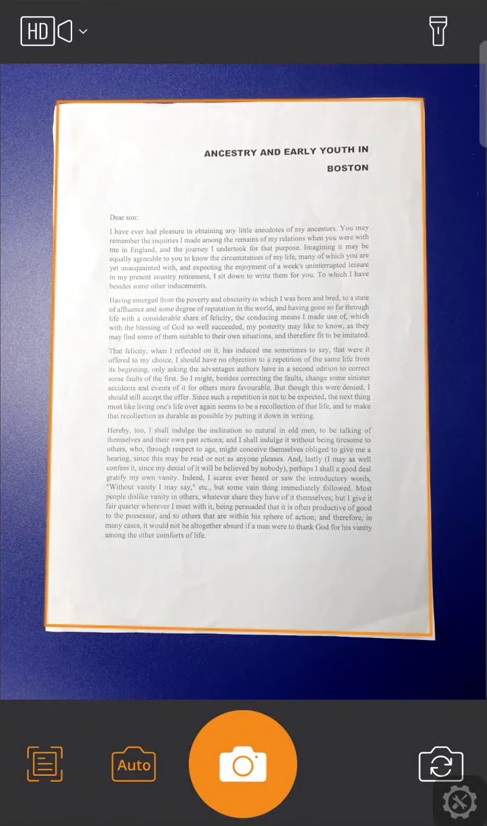 HD
ANCESTRY AND EARLY YOUTH IN
BOSTON
Dear son:
I have ever had pleasure in obtaining any little anecdotes of my ancestors. You may
remember the inquiries I made among the remains of my relations when you were with
me in England, and the journey I undertook for that purpose. Imagining it may be
equally agreeable to you to know the circumstances of my life, many of which you are
yet unacquainted with, and expecting the enjoyment of a week's uninterrupted leisure
in my present country retirement, I sit down to write them for you. To which I have
besides some other inducements.
Having emerged from the poverty and obscurity in which I was born and bred, to a state
of affluence and some degree of reputation in the world, and having gone so far through
life with a considerable share of felicity, the conducing means I made use of, which
with the blessing of God so well succeeded, my posterity may like to know, as they
may find some of them suitable to their own situations, and therefore fit to be imitated.
That felicity, when I reflected on it, has induced me sometimes to say, that were it
offered to my choice, I should have no objection to a repetition of the same life from
its beginning, only asking the advantages authors have in a second edition to correct
some faults of the first. So I might, besides correcting the faults, change some sinister
accidents and events of it for others more favourable. But though this were denied, I
should still accept the offer. Since such a repetition is not to be expected, the next thing
most like living one's life over again seems to be a recollection of that life, and to make
that recollection as durable as possible by putting it down in writing.
Hereby, too, I shall indulge the inclination so natural in old men, to be talking of
themselves and their own past actions; and I shall indulge it without being tiresome to
others, who, through respect to age, might conceive themselves obliged to give me a
hearing, since this may be read or not as anyone pleases. And, lastly (I may as well
confess it, since my denial of it will be believed by nobody), perhaps I shall a good deal
gratify my own vanity. Indeed, I scarce ever heard or saw the introductory words,
"Without vanity I may say," etc., but some vain thing immediately followed. Most
people dislike vanity in others, whatever share they have of it themselves; but I give it
fair quarter wherever I meet with it, being persuaded that it is often productive of good
to the possessor, and to others that are within his sphere of action; and therefore, in
many cases, it would not be altogether absurd if a man were to thank God for his vanity
among the other comforts of life.
Auto